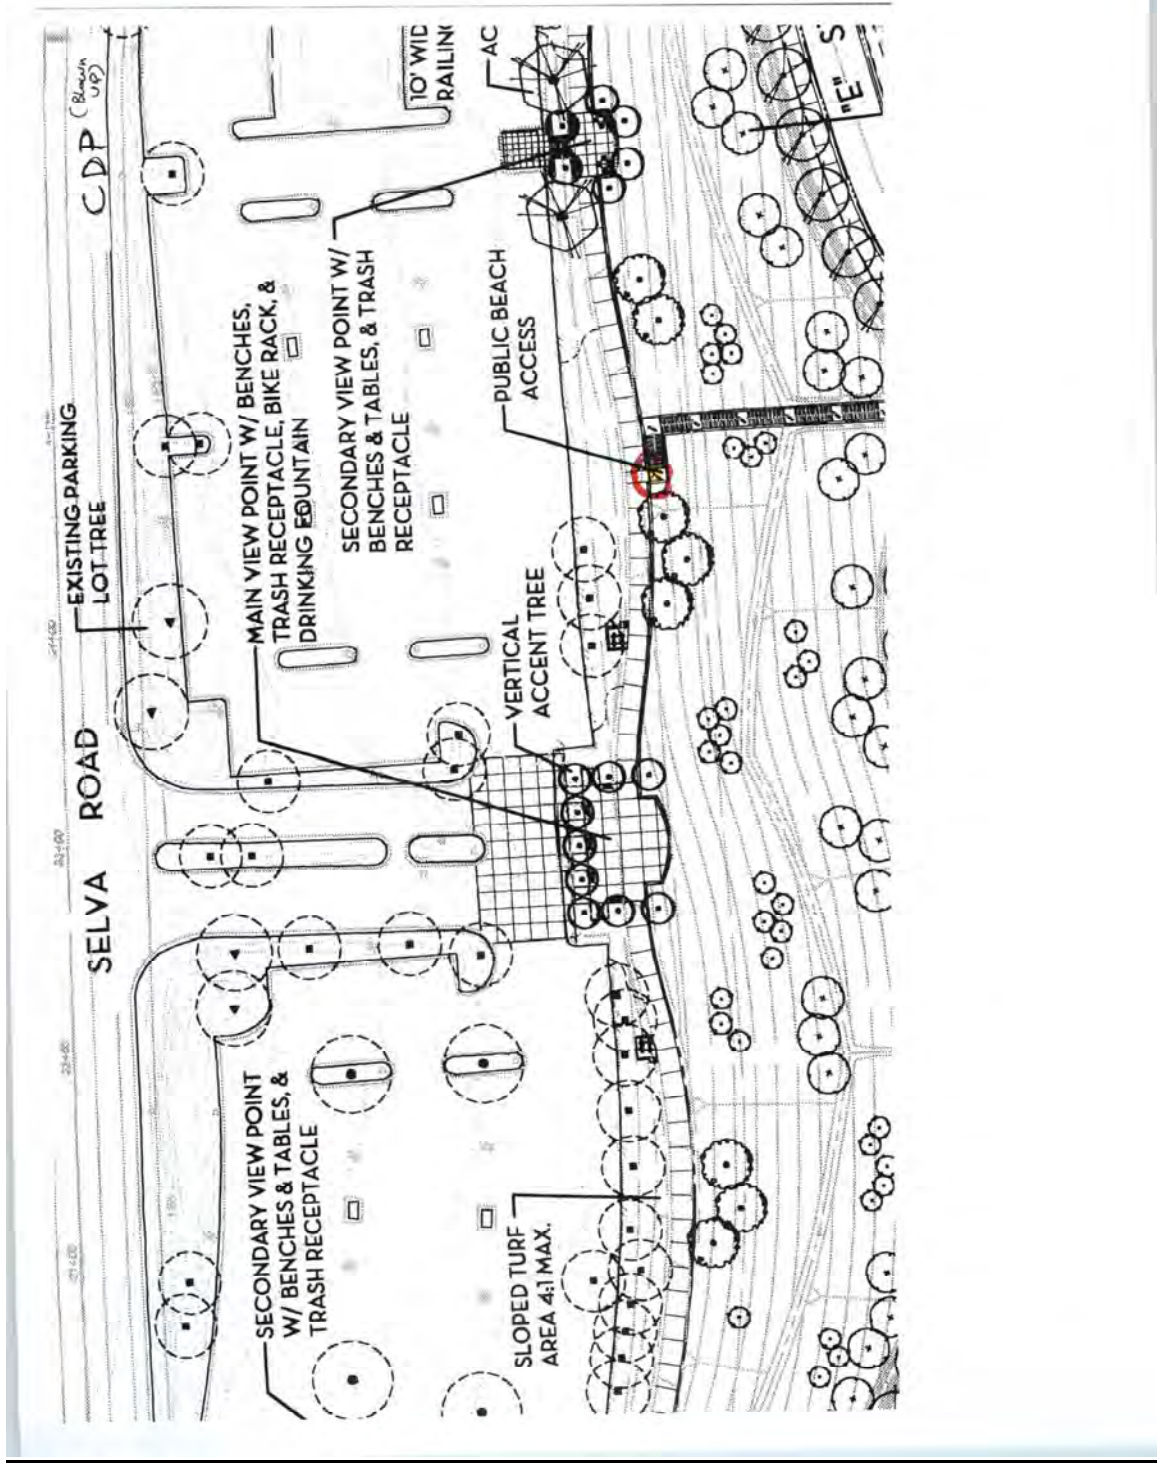 CDP (Blown
UP)
SELVA ROAD
EXISTING PARKING
LOT TREE
MAIN VIEW POINT W/ BENCHES,
TRASH RECEPTACLE, BIKE RACK, &
DRINKING FOUNTAIN
SECONDARY VIEW POINT W/
BENCHES & TABLES, & TRASH
RECEPTACLE
10' WID
RAILING
AC
PUBLIC BEACH
ACCESS
VERTICAL
ACCENT TREE
SECONDARY VIEW POINT
W/ BENCHES & TABLES, &
TRASH RECEPTACLE
SLOPED TURF
AREA 4:1 MAX.
"E" S